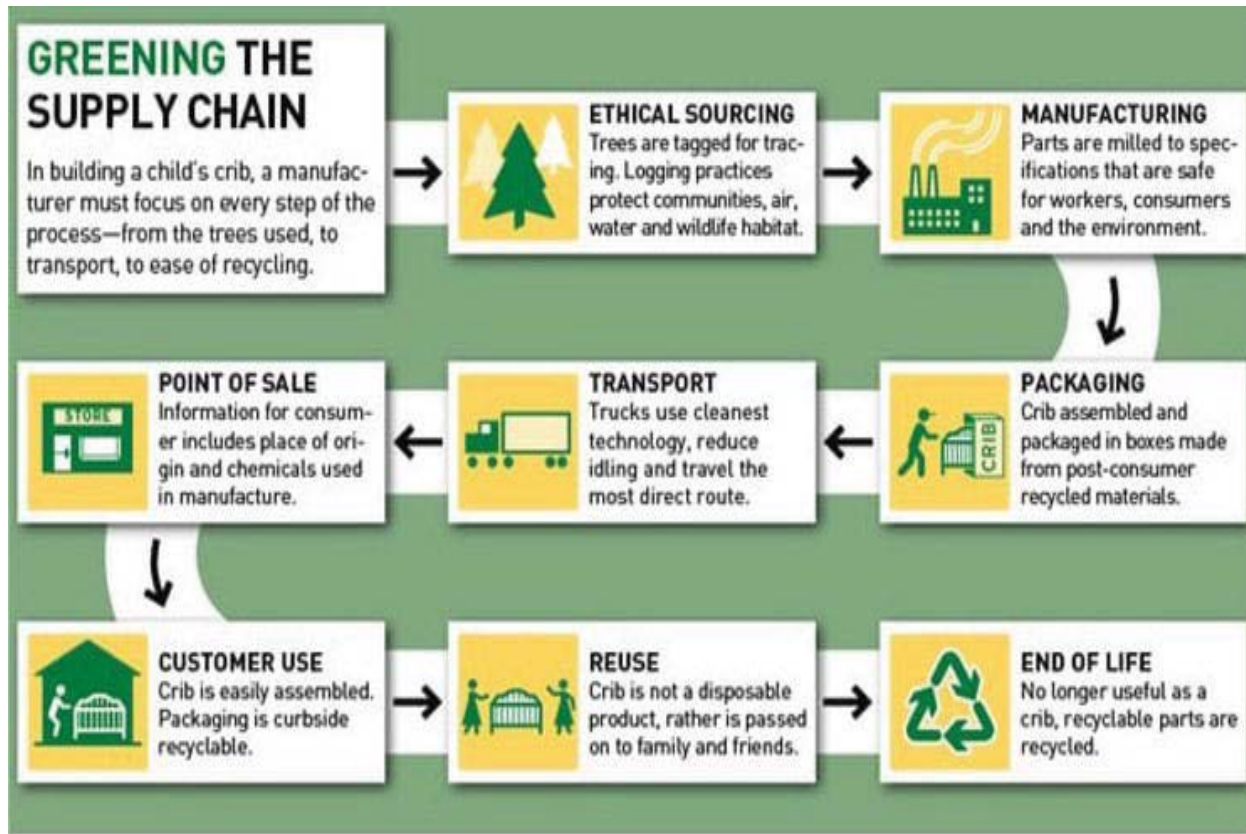 GREENING THE
SUPPLY CHAIN
In building a child's crib, a manufac-
turer must focus on every step of the
process—from the trees used, to
transport, to ease of recycling.
ETHICAL SOURCING
Trees are tagged for trac-
ing. Logging practices
protect communities, air,
water and wildlife habitat.
MANUFACTURING
Parts are milled to spec-
ifications that are safe
for workers, consumers
and the environment.
PACKAGING
Crib assembled and
packaged in boxes made
from post-consumer
recycled materials.
CRIB
TRANSPORT
Trucks use cleanest
technology, reduce
idling and travel the
most direct route.
POINT OF SALE
Information for consum-
er includes place of ori-
gin and chemicals used
in manufacture.
STORE
CUSTOMER USE
Crib is easily assembled.
Packaging is curbside
recyclable.
REUSE
Crib is not a disposable
product, rather is passed
on to family and friends.
END OF LIFE
No longer useful as a
crib, recyclable parts are
recycled.